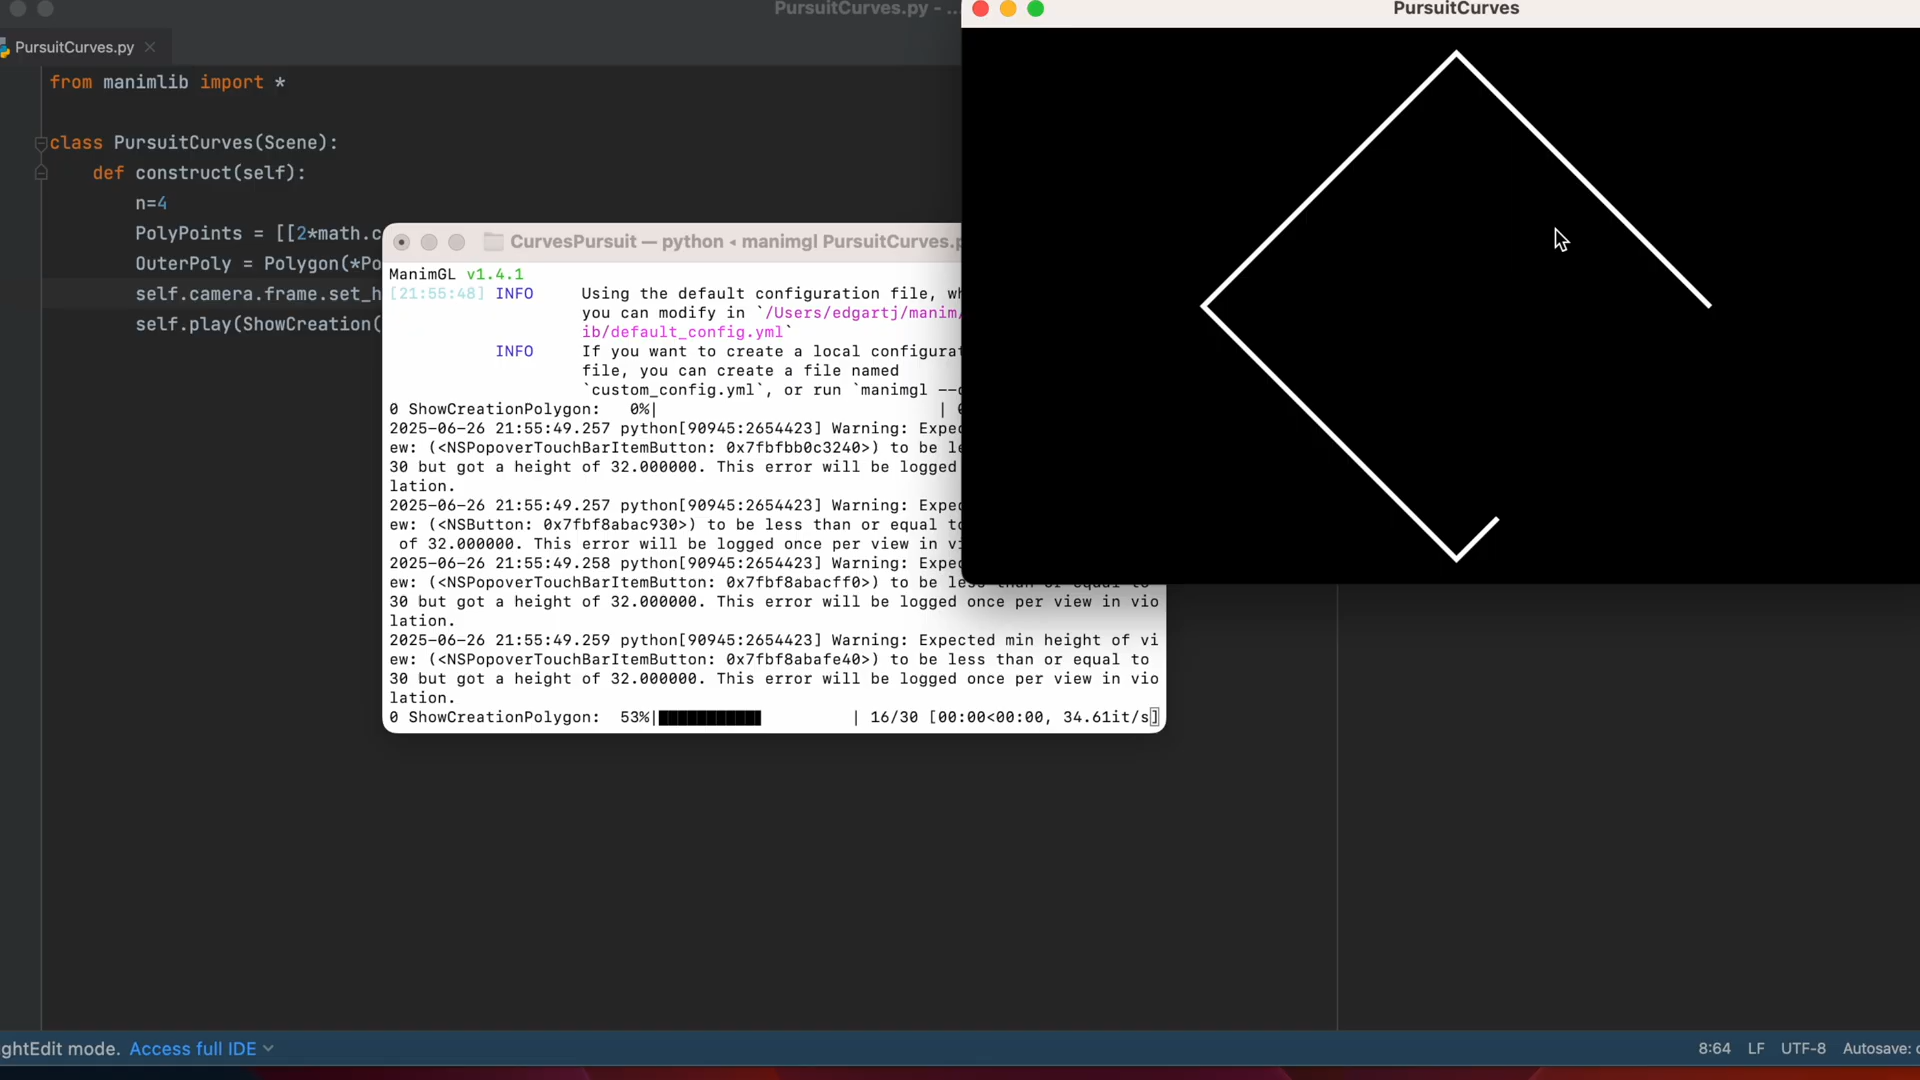 PursuitCurves.py - ...
PursuitCurves
PursuitCurves.py
from manimlib import *
class PursuitCurves(Scene):
def construct(self):
n=4
PolyPoints = [[2*math.c
OuterPoly = Polygon(*Po
self.camera.frame.set_h
self.play(ShowCreation(
CurvesPursuit — python ◂ manimgl PursuitCurves.p
ManimGL v1.4.1
[21:55:48] INFO Using the default configuration file, wh
you can modify in `/Users/edgartj/manim/
ib/default_config.yml`
INFO If you want to create a local configurat
file, you can create a file named
`custom_config.yml`, or run `manimgl --c
0 ShowCreationPolygon: 0%| | 0
2025-06-26 21:55:49.257 python[90945:2654423] Warning: Expec
ew: (<NSPopoverTouchBarItemButton: 0x7fbfbb0c3240>) to be le
30 but got a height of 32.000000. This error will be logged
lation.
2025-06-26 21:55:49.257 python[90945:2654423] Warning: Expec
ew: (<NSButton: 0x7fbf8abac930>) to be less than or equal to
of 32.000000. This error will be logged once per view in vi
2025-06-26 21:55:49.258 python[90945:2654423] Warning: Expec
ew: (<NSPopoverTouchBarItemButton: 0x7fbf8abacff0>) to be less than or equal to
30 but got a height of 32.000000. This error will be logged once per view in vio
lation.
2025-06-26 21:55:49.259 python[90945:2654423] Warning: Expected min height of vi
ew: (<NSPopoverTouchBarItemButton: 0x7fbf8abafe40>) to be less than or equal to
30 but got a height of 32.000000. This error will be logged once per view in vio
lation.
0 ShowCreationPolygon: 53%| | 16/30 [00:00<00:00, 34.61it/s]
ghtEdit mode. Access full IDE
8:64 LF UTF-8 Autosave: o